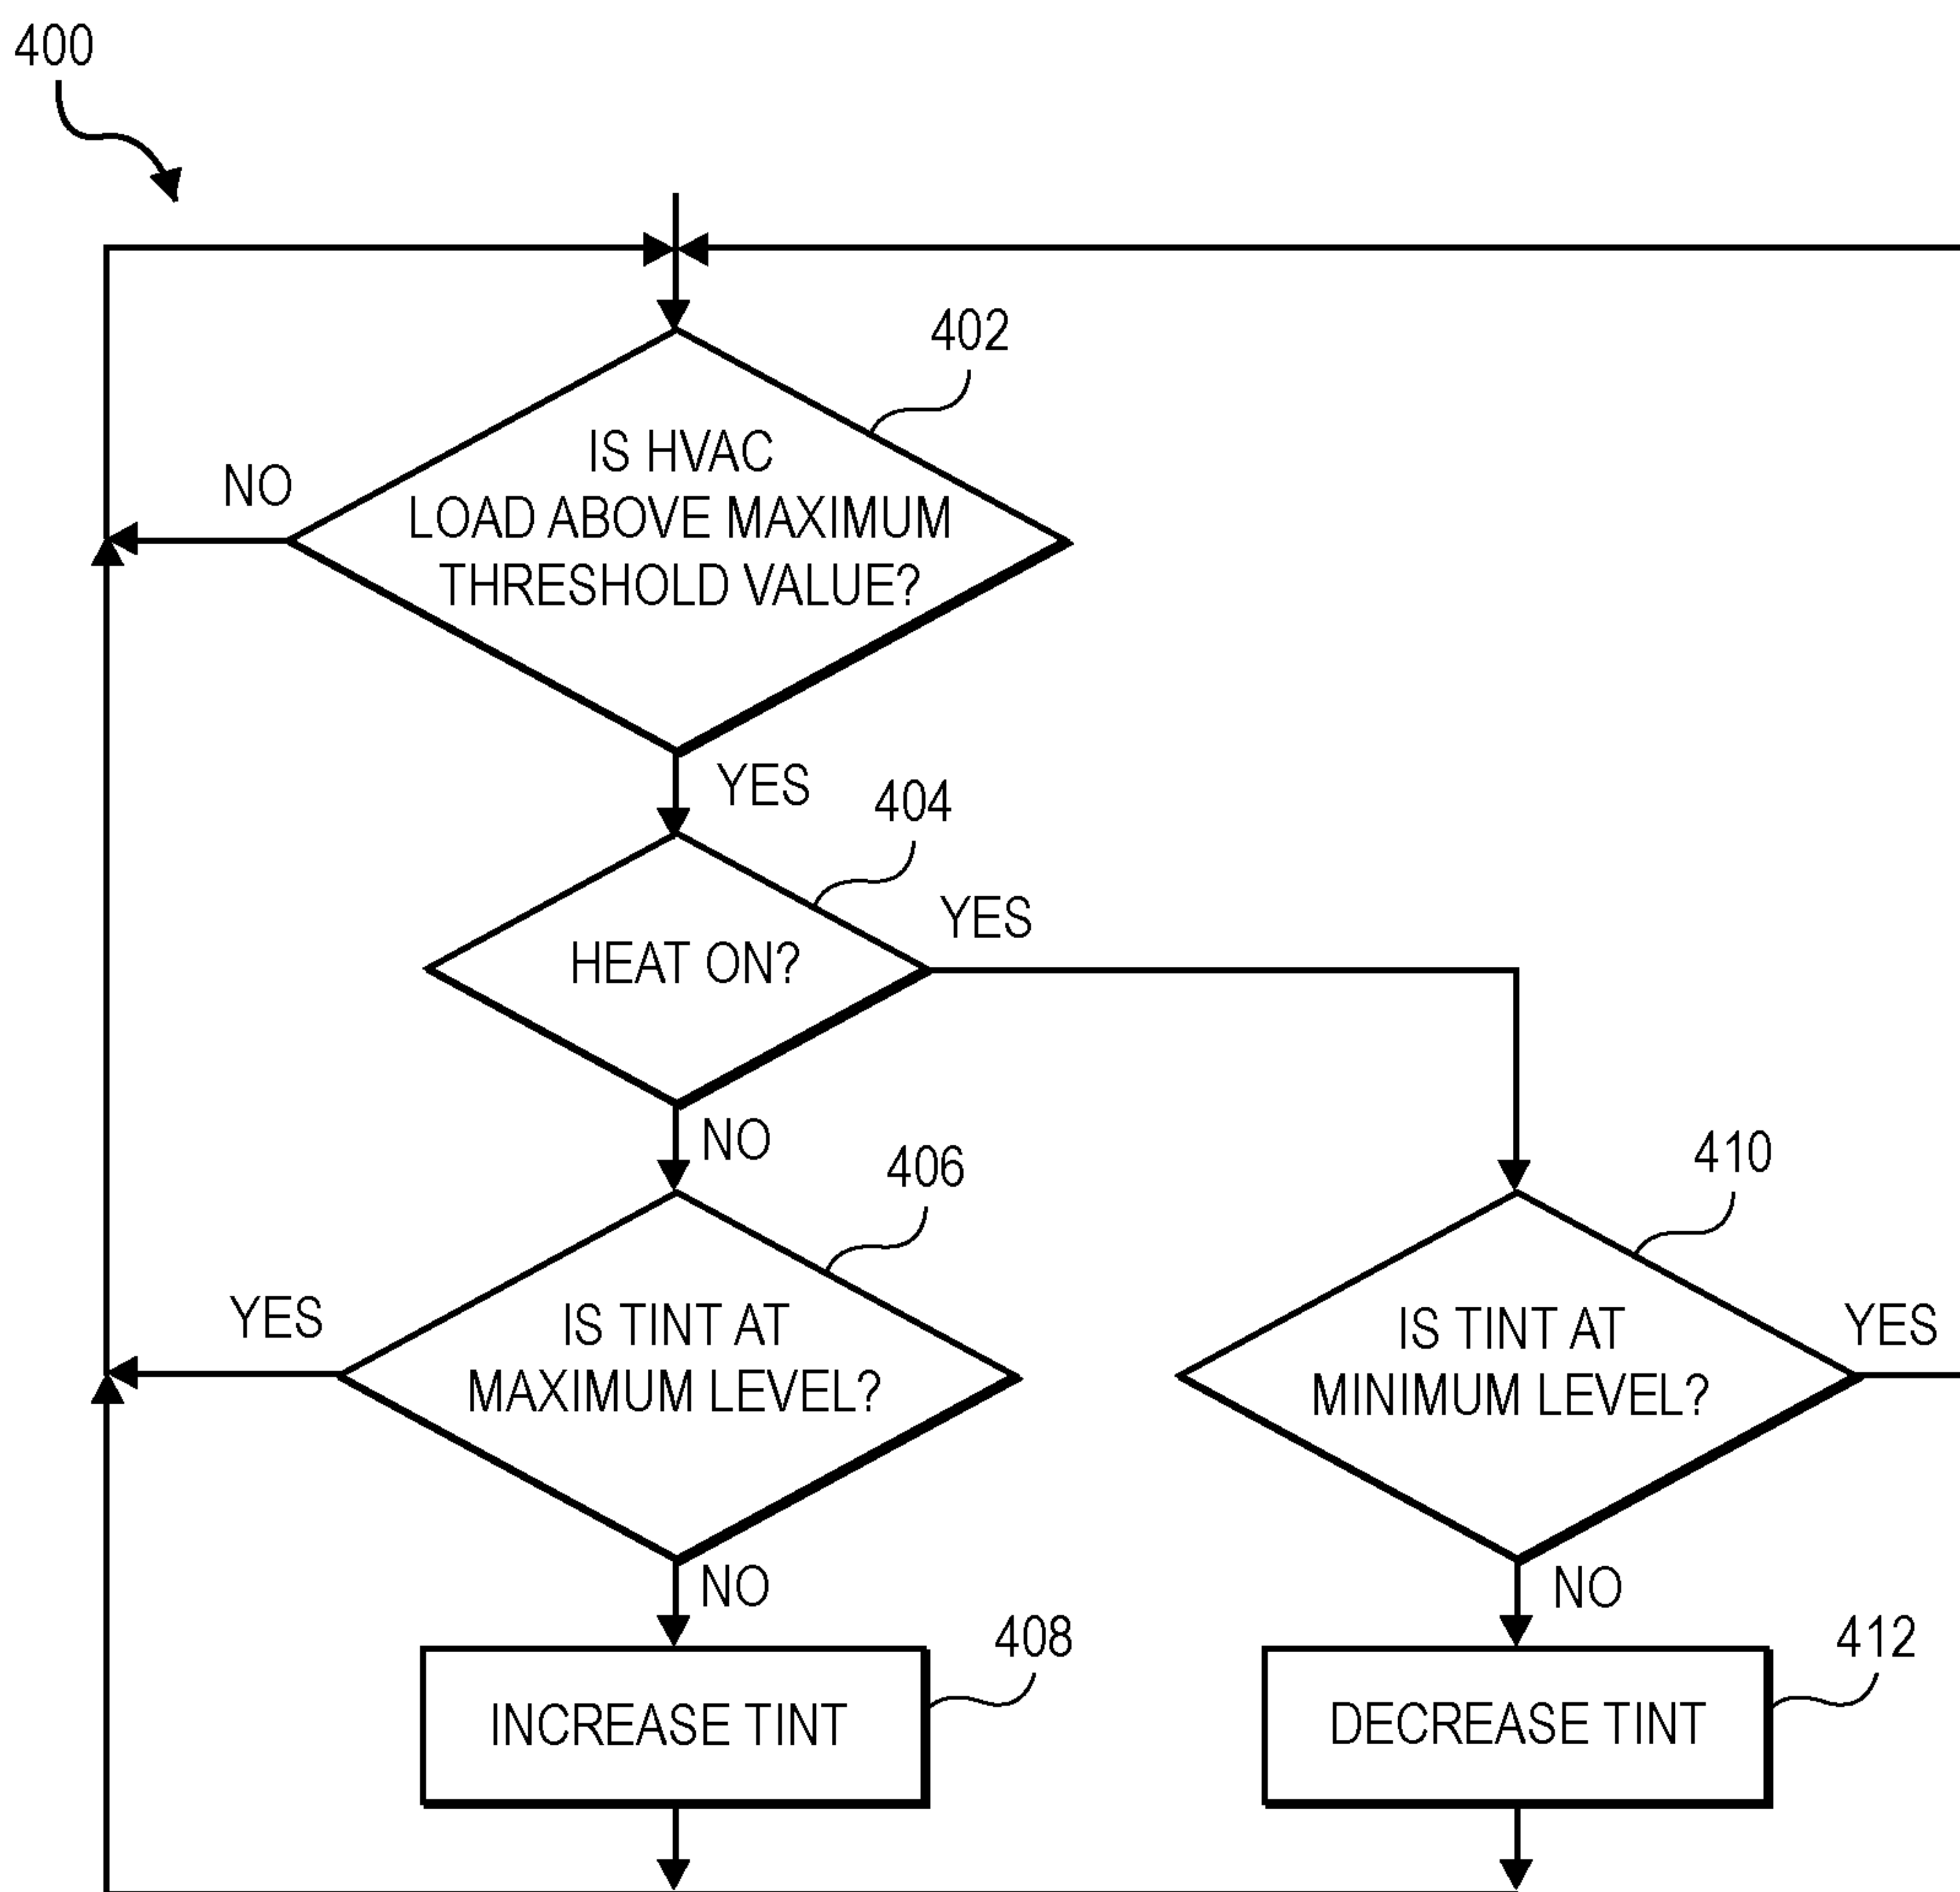 400
402
IS HVAC
LOAD ABOVE MAXIMUM
THRESHOLD VALUE?
NO
YES
404
HEAT ON?
YES
NO
406
IS TINT AT
MAXIMUM LEVEL?
YES
NO
410
IS TINT AT
MINIMUM LEVEL?
YES
NO
408
INCREASE TINT
412
DECREASE TINT